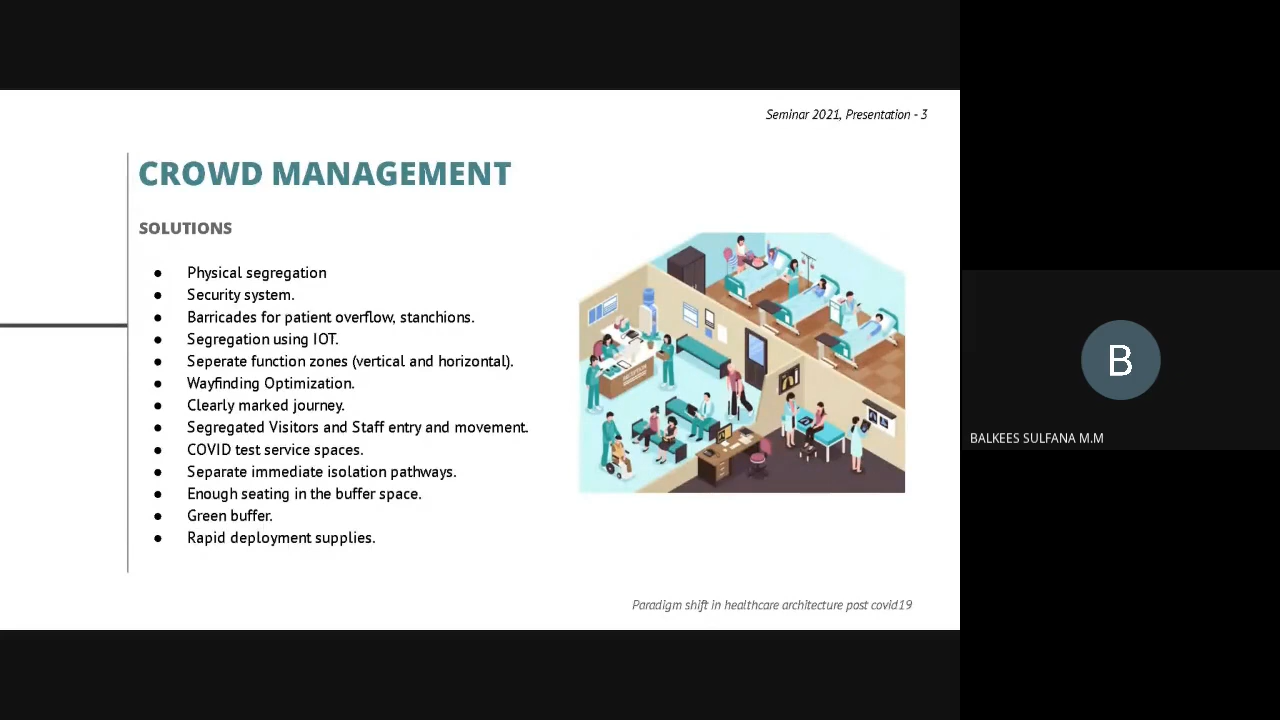 Seminar 2021, Presentation - 3
CROWD MANAGEMENT
SOLUTIONS
● Physical segregation
● Security system.
● Barricades for patient overflow, stanchions.
● Segregation using IOT.
● Seperate function zones (vertical and horizontal).
● Wayfinding Optimization.
● Clearly marked journey.
● Segregated Visitors and Staff entry and movement.
● COVID test service spaces.
● Separate immediate isolation pathways.
● Enough seating in the buffer space.
● Green buffer.
● Rapid deployment supplies.
RECEPTION
Paradigm shift in healthcare architecture post covid19
B
BALKEES SULFANA M.M